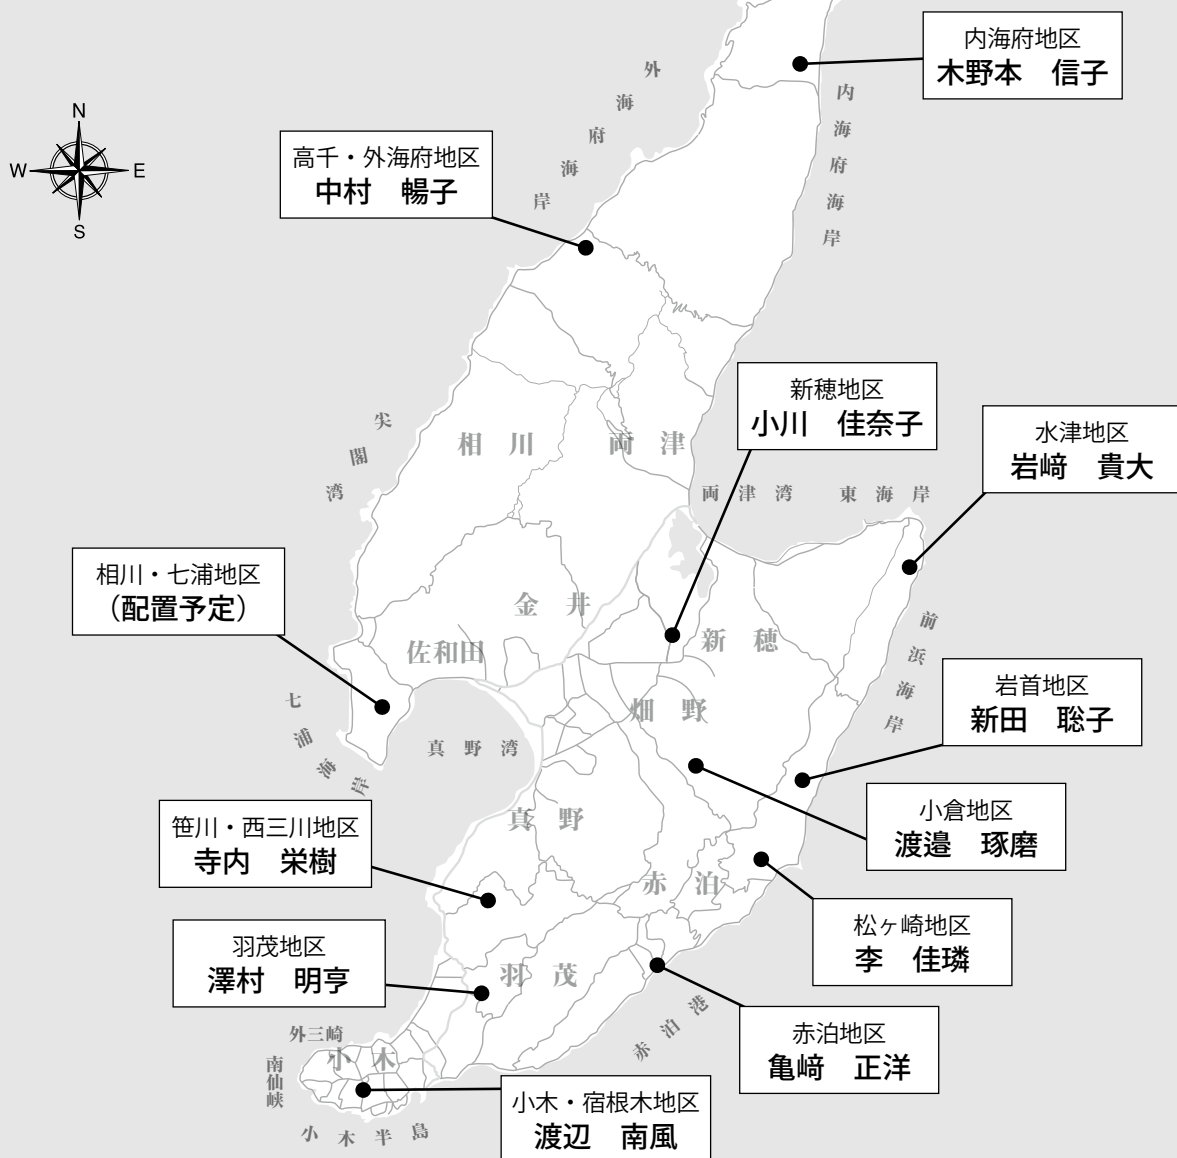 内海府地区
木野本　信子
外海府海岸
内海府海岸
N
W
E
S
高千・外海府地区
中村　暢子
新穂地区
小川　佳奈子
水津地区
岩﨑　貴大
尖閣湾
相川
両津
両津湾
東海岸
相川・七浦地区
（配置予定）
金井
佐和田
新穂
前浜海岸
畑野
岩首地区
新田　聡子
七浦海岸
真野湾
小倉地区
渡邉　琢磨
笹川・西三川地区
寺内　栄樹
真野
赤泊
松ヶ崎地区
李　佳璘
羽茂地区
澤村　明亨
羽茂
赤泊港
赤泊地区
亀﨑　正洋
外三崎
小木
南仙峡
小木半島
小木・宿根木地区
渡辺　南風